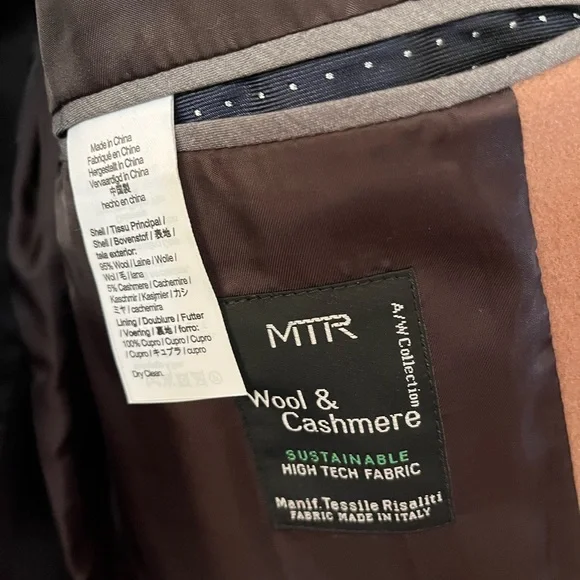 Made in China
Fabriqué en Chine
Hergestellt in China
Vervaardigd in China
中国製
hecho en china
Shell / Tissu Principal /
Shell / Bovenstof / 表地 /
tela exterior:
95% Wool / Laine / Wolle /
Wol / 毛 / lana
5% Cashmere / Cachemire /
Kaschmir / Kasjmier / カシ
ミヤ / cachemira
Lining / Doublure / Futter
/ Voering / 裏地 / forro:
100% Cupro / Cupro / Cupro
/ Cupro / キュプラ / cupro
Dry Clean.
MTR
A/W Collection
Wool &
Cashmere
SUSTAINABLE
HIGH TECH FABRIC
Manif. Tessile Risaliti
FABRIC MADE IN ITALY